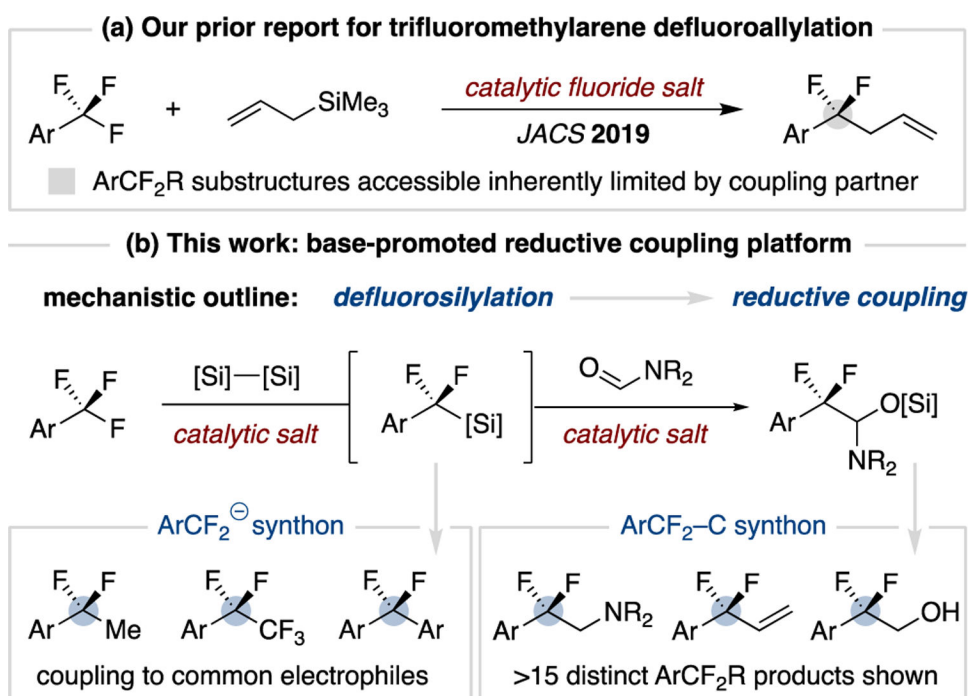 (a) Our prior report for trifluoromethylarene defluoroallylation
F F
Ar F
+
SiMe3
catalytic fluoride salt
JACS 2019
F F
Ar
ArCF2R substructures accessible inherently limited by coupling partner
(b) This work: base-promoted reductive coupling platform
mechanistic outline: defluorosilylation reductive coupling
F F
Ar F
[Si]—[Si]
catalytic salt
F F
Ar [Si]
O NR2
catalytic salt
F F
Ar O[Si]
NR2
ArCF2⊖ synthon
F F
Ar Me
F F
Ar CF3
F F
Ar Ar
coupling to common electrophiles
ArCF2–C synthon
F F
Ar NR2
F F
Ar
F F
Ar OH
>15 distinct ArCF2R products shown